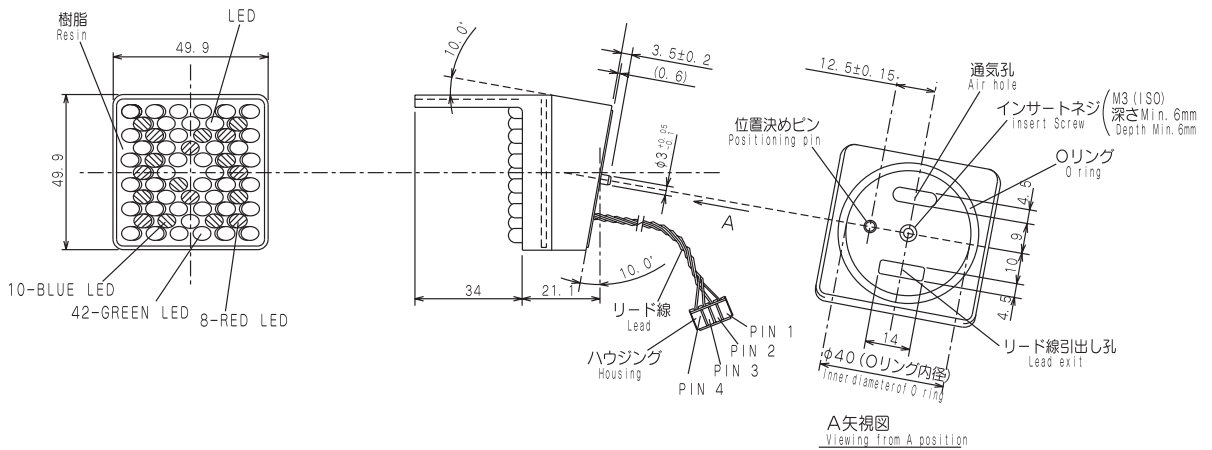 樹脂
Resin
LED
49.9
49.9
10-BLUE LED
42-GREEN LED
8-RED LED
10.0°
3.5±0.2
(0.6)
φ3 +0.05 -0.1
A
34
21.1
10.0°
リード線
Lead
ハウジング
Housing
PIN 1
PIN 2
PIN 3
PIN 4
12.5±0.15
通気孔
Air hole
インサートネジ
insert Screw
M3 (ISO)
深さMin. 6mm
Depth Min. 6mm
位置決めピン
Positioning pin
Oリング
O ring
4.5
9
10
4.5
14
リード線引出し孔
Lead exit
φ40 (Oリング内径)
Inner diameterof O ring
A矢視図
Viewing from A position